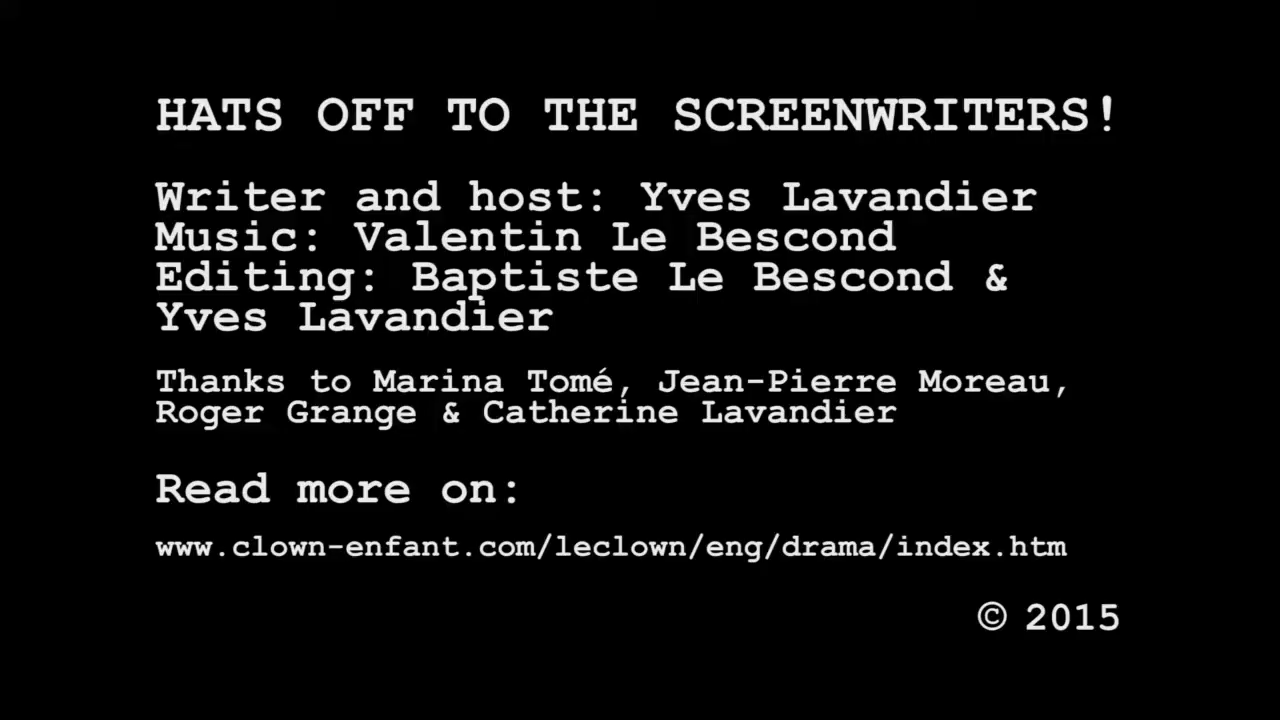 HATS OFF TO THE SCREENWRITERS!
Writer and host: Yves Lavandier
Music: Valentin Le Bescond
Editing: Baptiste Le Bescond &
Yves Lavandier
Thanks to Marina Tomé, Jean-Pierre Moreau,
Roger Grange & Catherine Lavandier
Read more on:
www.clown-enfant.com/leclown/eng/drama/index.htm
© 2015